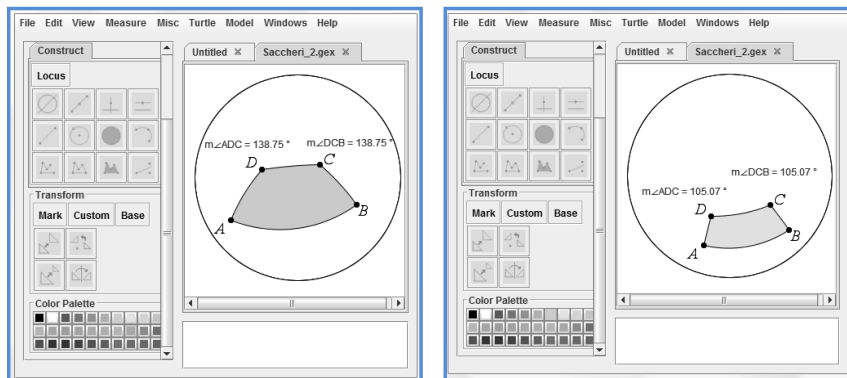 File Edit View Measure Misc Turtle Model Windows Help
Construct
Locus
Untitled
Saccheri_2.gex
m∠ADC = 138.75 °
m∠DCB = 138.75 °
D
C
A
B
Transform
Mark Custom Base
Color Palette
File Edit View Measure Misc Turtle Model Windows Help
Construct
Locus
Untitled
Saccheri_2.gex
m∠DCB = 105.07 °
m∠ADC = 105.07 °
D
C
A
B
Transform
Mark Custom Base
Color Palette